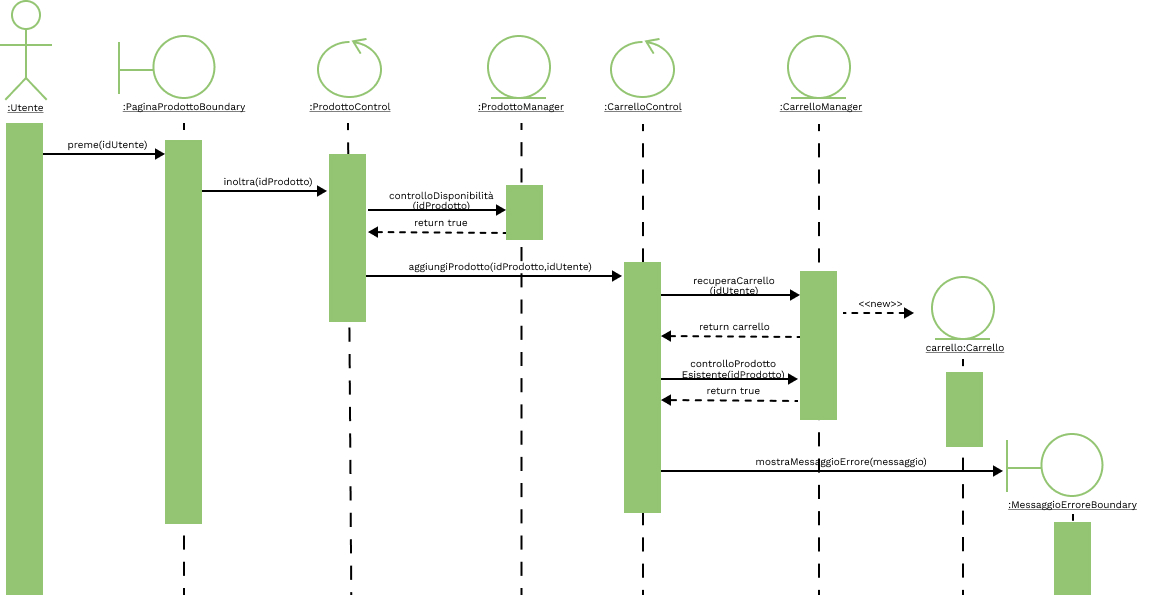 :Utente
:PaginaProdottoBoundary
:ProdottoControl
:ProdottoManager
:CarrelloControl
:CarrelloManager
preme(idUtente)
inoltra(idProdotto)
controlloDisponibilità
(idProdotto)
return true
aggiungiProdotto(idProdotto,idUtente)
recuperaCarrello
(idUtente)
<<new>>
return carrello
carrello:Carrello
controlloProdotto
Esistente(idProdotto)
return true
mostraMessaggioErrore(messaggio)
:MessaggioErroreBoundary